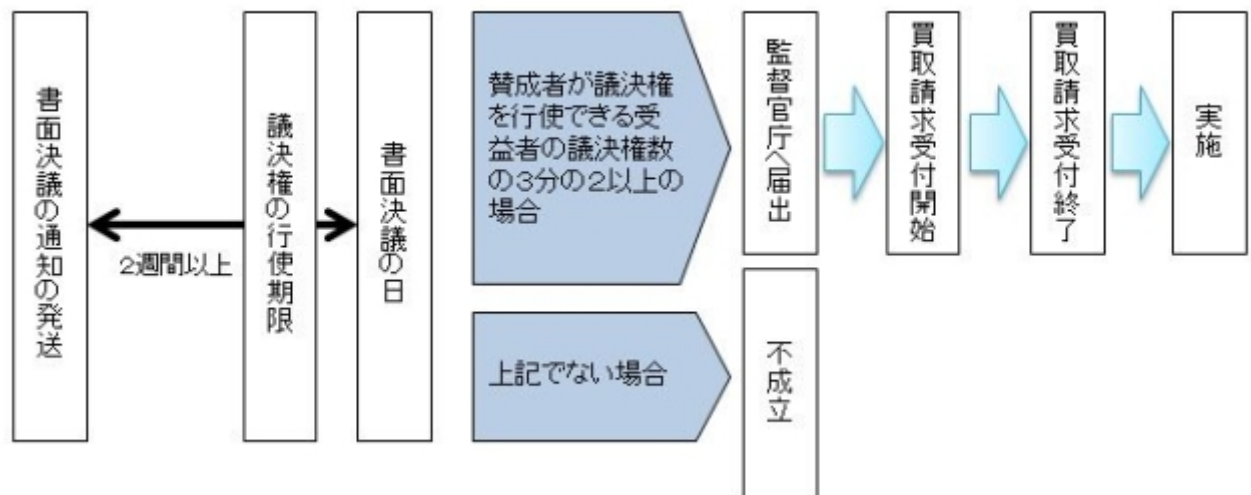 書面決議の通知の発送
2週間以上
議決権の行使期限
書面決議の日
賛成者が議決権
を行使できる受
益者の議決権数
の3分の2以上の
場合
監督官庁へ届出
買取請求受付開始
買取請求受付終了
実施
上記でない場合
不成立